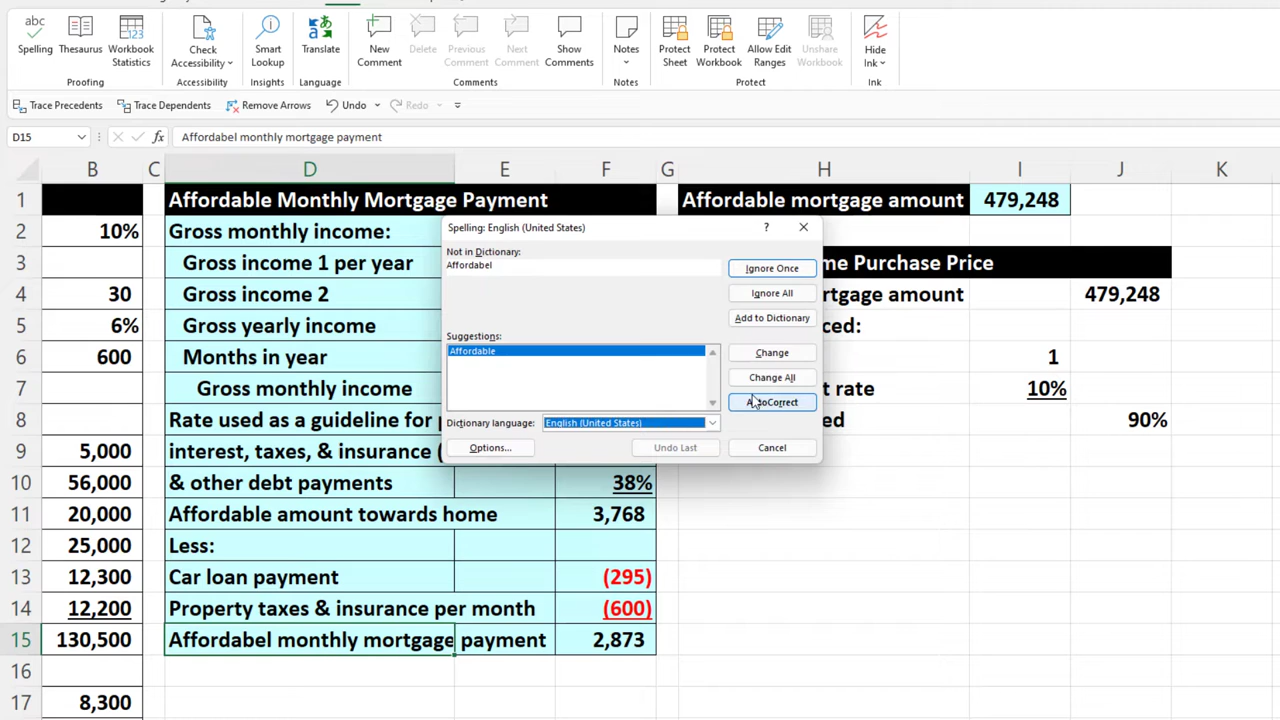 Spelling Thesaurus Workbook Statistics Check Accessibility Smart Lookup Translate New Comment Delete Previous Comment Next Comment Show Comments Notes Protect Sheet Protect Workbook Allow Edit Ranges Unshare Workbook Hide Ink
Proofing Accessibility Insights Language Comments Notes Protect Ink
Trace Precedents Trace Dependents Remove Arrows Undo Redo
D15 fx Affordabel monthly mortgage payment
B C D E F G H I J K
1 Affordable Monthly Mortgage Payment Affordable mortgage amount 479,248
2 10% Gross monthly income:
3 Gross income 1 per year me Purchase Price
4 30 Gross income 2 rtgage amount 479,248
5 6% Gross yearly income ced:
6 600 Months in year 1
7 Gross monthly income t rate 10%
8 Rate used as a guideline for p ed 90%
9 5,000 interest, taxes, & insurance (
10 56,000 & other debt payments 38%
11 20,000 Affordable amount towards home 3,768
12 25,000 Less:
13 12,300 Car loan payment (295)
14 12,200 Property taxes & insurance per month (600)
15 130,500 Affordabel monthly mortgage payment 2,873
16
17 8,300
Spelling: English (United States) ?
Not in Dictionary:
Affordabel
Ignore Once
Ignore All
Add to Dictionary
Suggestions:
Affordable
Change
Change All
AutoCorrect
Dictionary language: English (United States)
Options... Undo Last Cancel